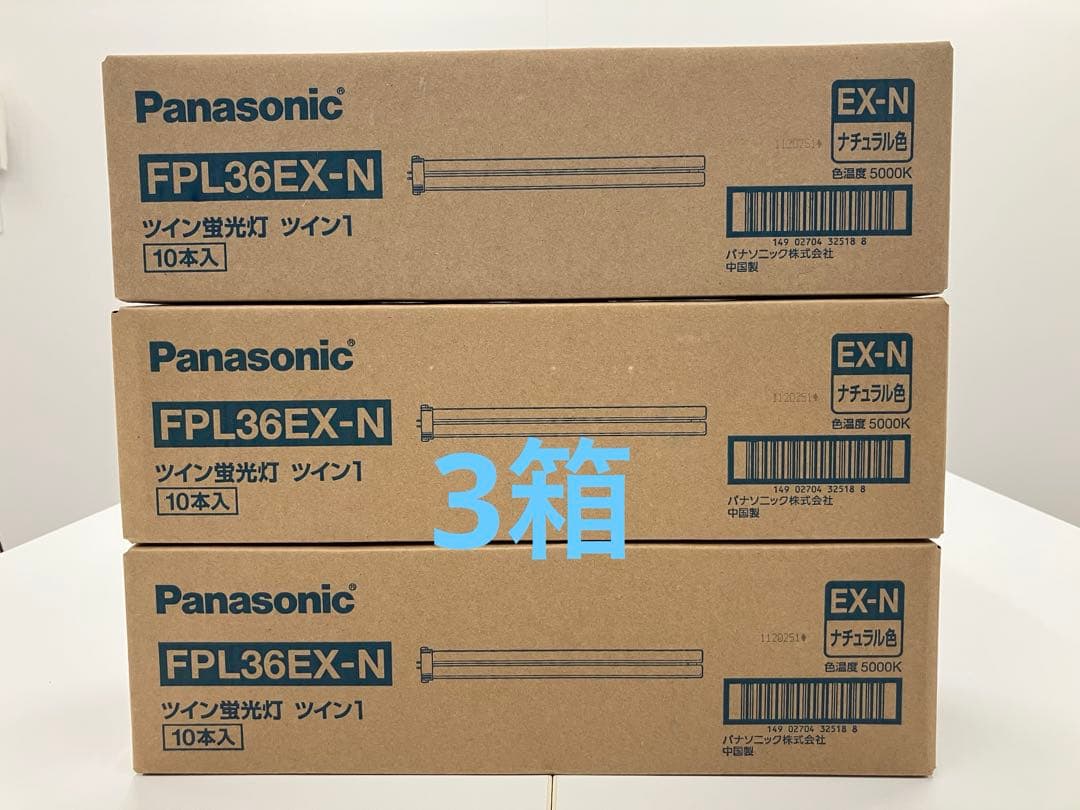 Panasonic®
FPL36EX-N
ツイン蛍光灯 ツイン1
10本入
1120251
EX-N
ナチュラル色
色温度 5000K
149 02704 32518 8
パナソニック株式会社
中国製
Panasonic®
FPL36EX-N
ツイン蛍光灯 ツイン1
10本入
1120251
EX-N
ナチュラル色
色温度 5000K
149 02704 32518 8
パナソニック株式会社
中国製
3箱
Panasonic®
FPL36EX-N
ツイン蛍光灯 ツイン1
10本入
1120251
EX-N
ナチュラル色
色温度 5000K
149 02704 32518 8
パナソニック株式会社
中国製